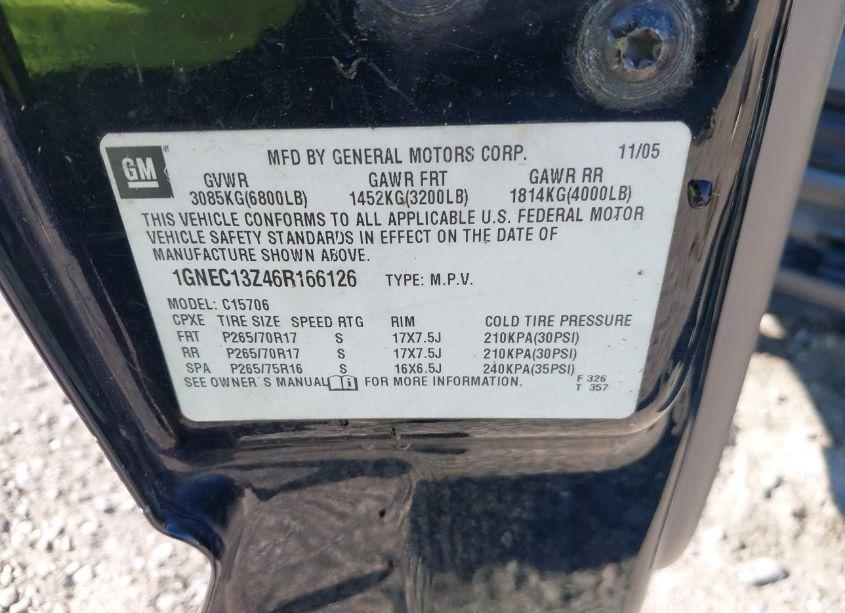 GM ® MFD BY GENERAL MOTORS CORP. 11/05
GVWR GAWR FRT GAWR RR
3085KG(6800LB) 1452KG(3200LB) 1814KG(4000LB)
THIS VEHICLE CONFORMS TO ALL APPLICABLE U.S. FEDERAL MOTOR
VEHICLE SAFETY STANDARDS IN EFFECT ON THE DATE OF
MANUFACTURE SHOWN ABOVE.
1GNEC13Z46R166126 TYPE: M.P.V.
MODEL: C15706
CPXE TIRE SIZE SPEED RTG RIM COLD TIRE PRESSURE
FRT P265/70R17 S 17X7.5J 210KPA(30PSI)
RR P265/70R17 S 17X7.5J 210KPA(30PSI)
SPA P265/75R16 S 16X6.5J 240KPA(35PSI)
SEE OWNER'S MANUAL i FOR MORE INFORMATION. F 326
T 357